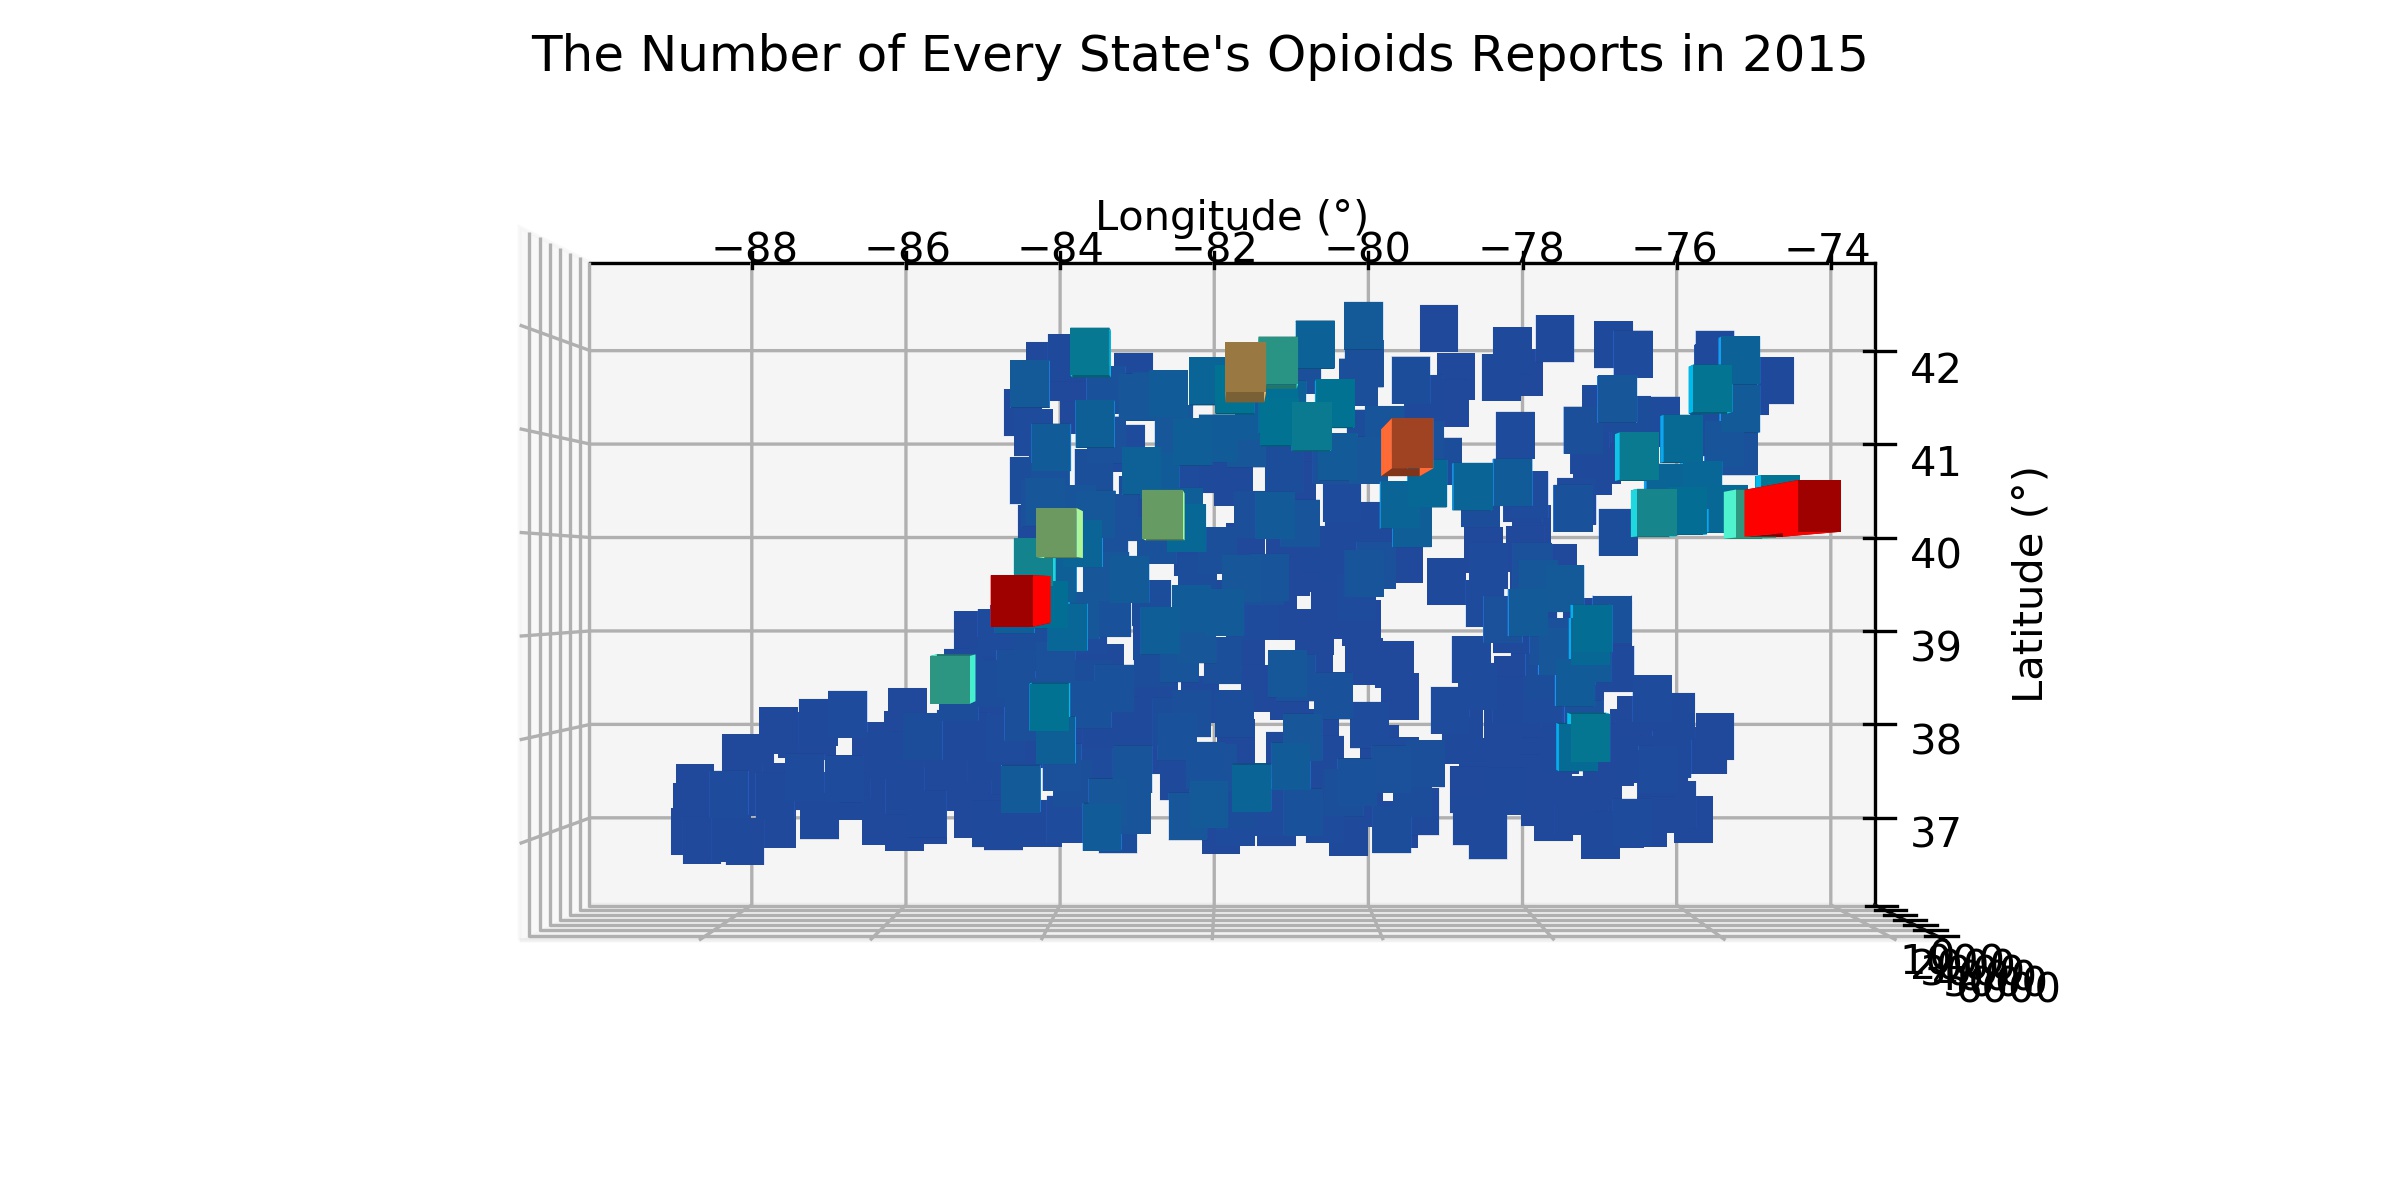 The Number of Every State's Opioids Reports in 2015
Longitude (°)
−88 −86 −84 −82 −80 −78 −76 −74
42
41
40
39
38
37
Latitude (°)